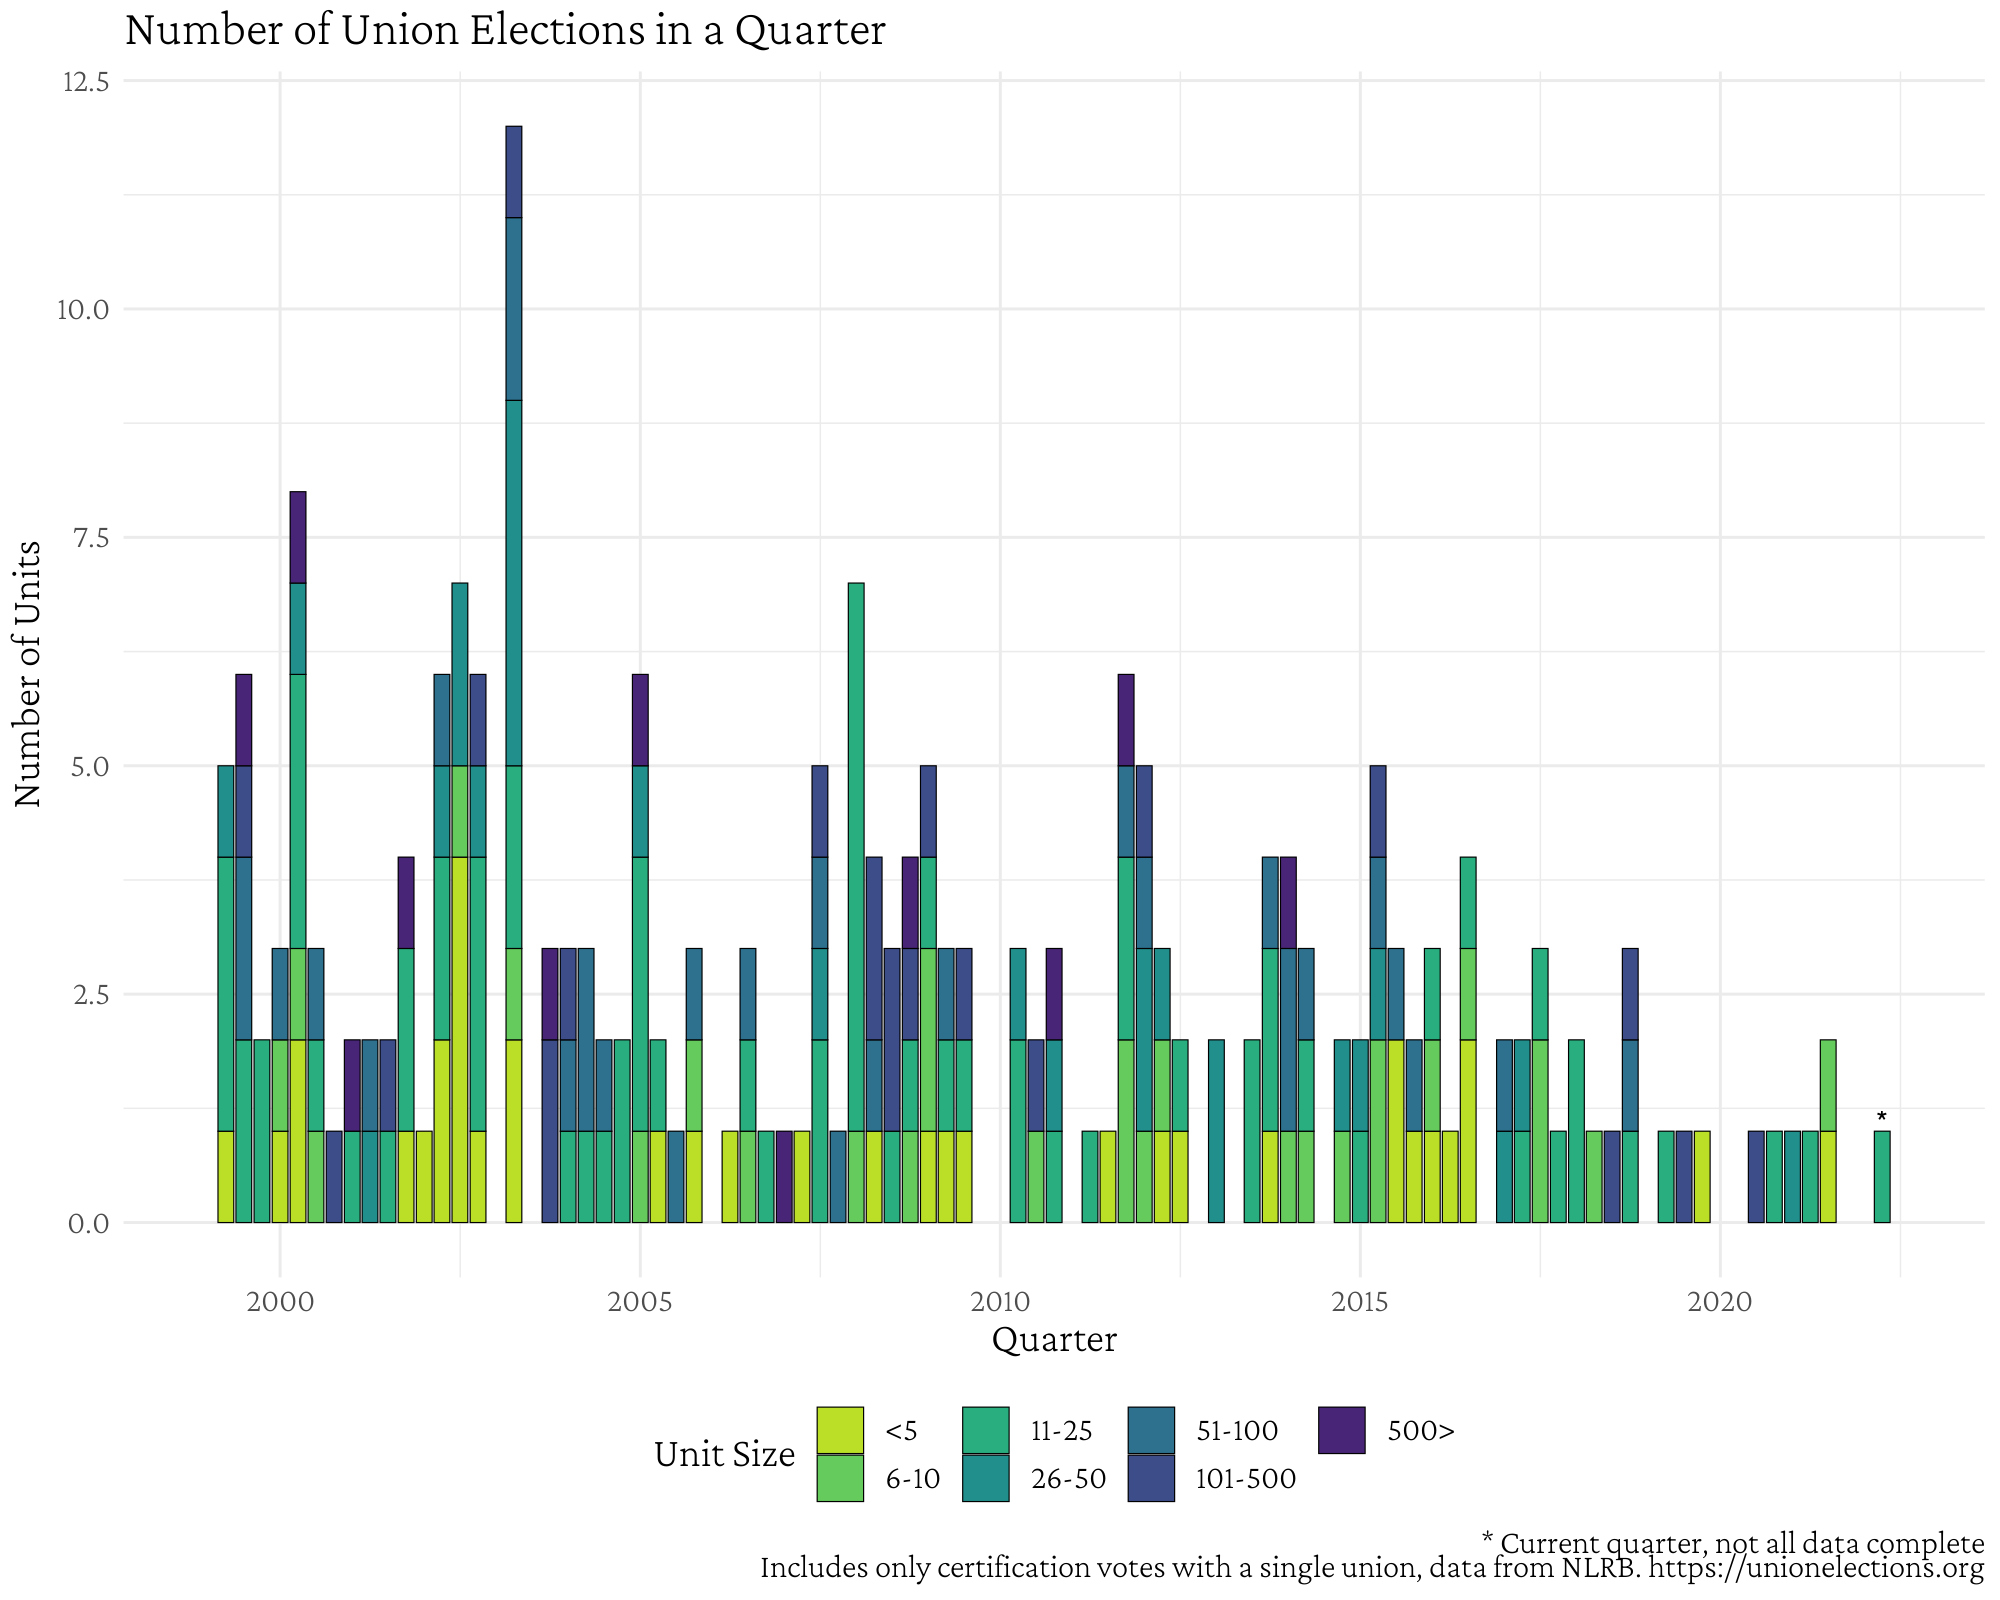 Number of Union Elections in a Quarter
12.5
10.0
7.5
5.0
2.5
0.0
Number of Units
*
2000 2005 2010 2015 2020
Quarter
Unit Size
<5 11-25 51-100 500>
6-10 26-50 101-500
* Current quarter, not all data complete
Includes only certification votes with a single union, data from NLRB. https://unionelections.org